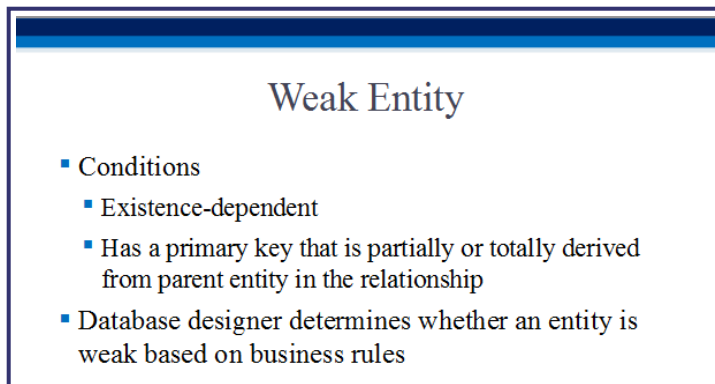 Weak Entity
Conditions
Existence-dependent
Has a primary key that is partially or totally derived
from parent entity in the relationship
Database designer determines whether an entity is
weak based on business rules